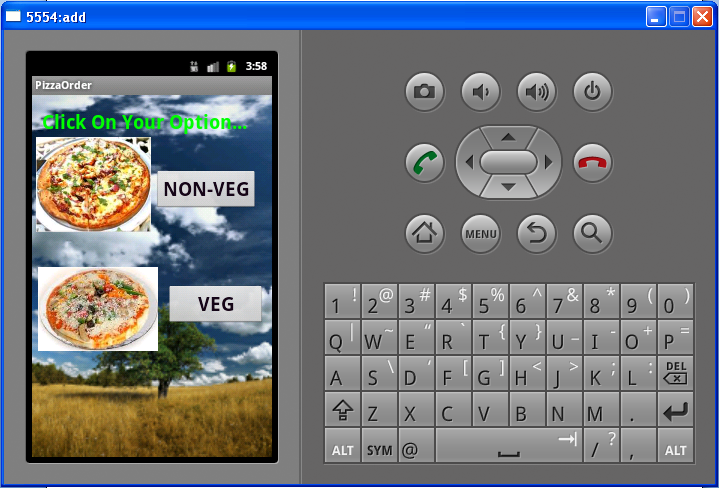 5554:add
3:58
PizzaOrder
Click On Your Option...
NON-VEG
VEG
MENU
1 ! 2 @ 3 # 4 $ 5 % 6 ^ 7 & 8 * 9 ( 0 )
Q | W ~ E “ R ` T { Y } U _ I - O + P =
A S \ D ' F [ G ] H < J > K ; L : DEL
Z X C V B N M .
ALT SYM @ / ? , ALT